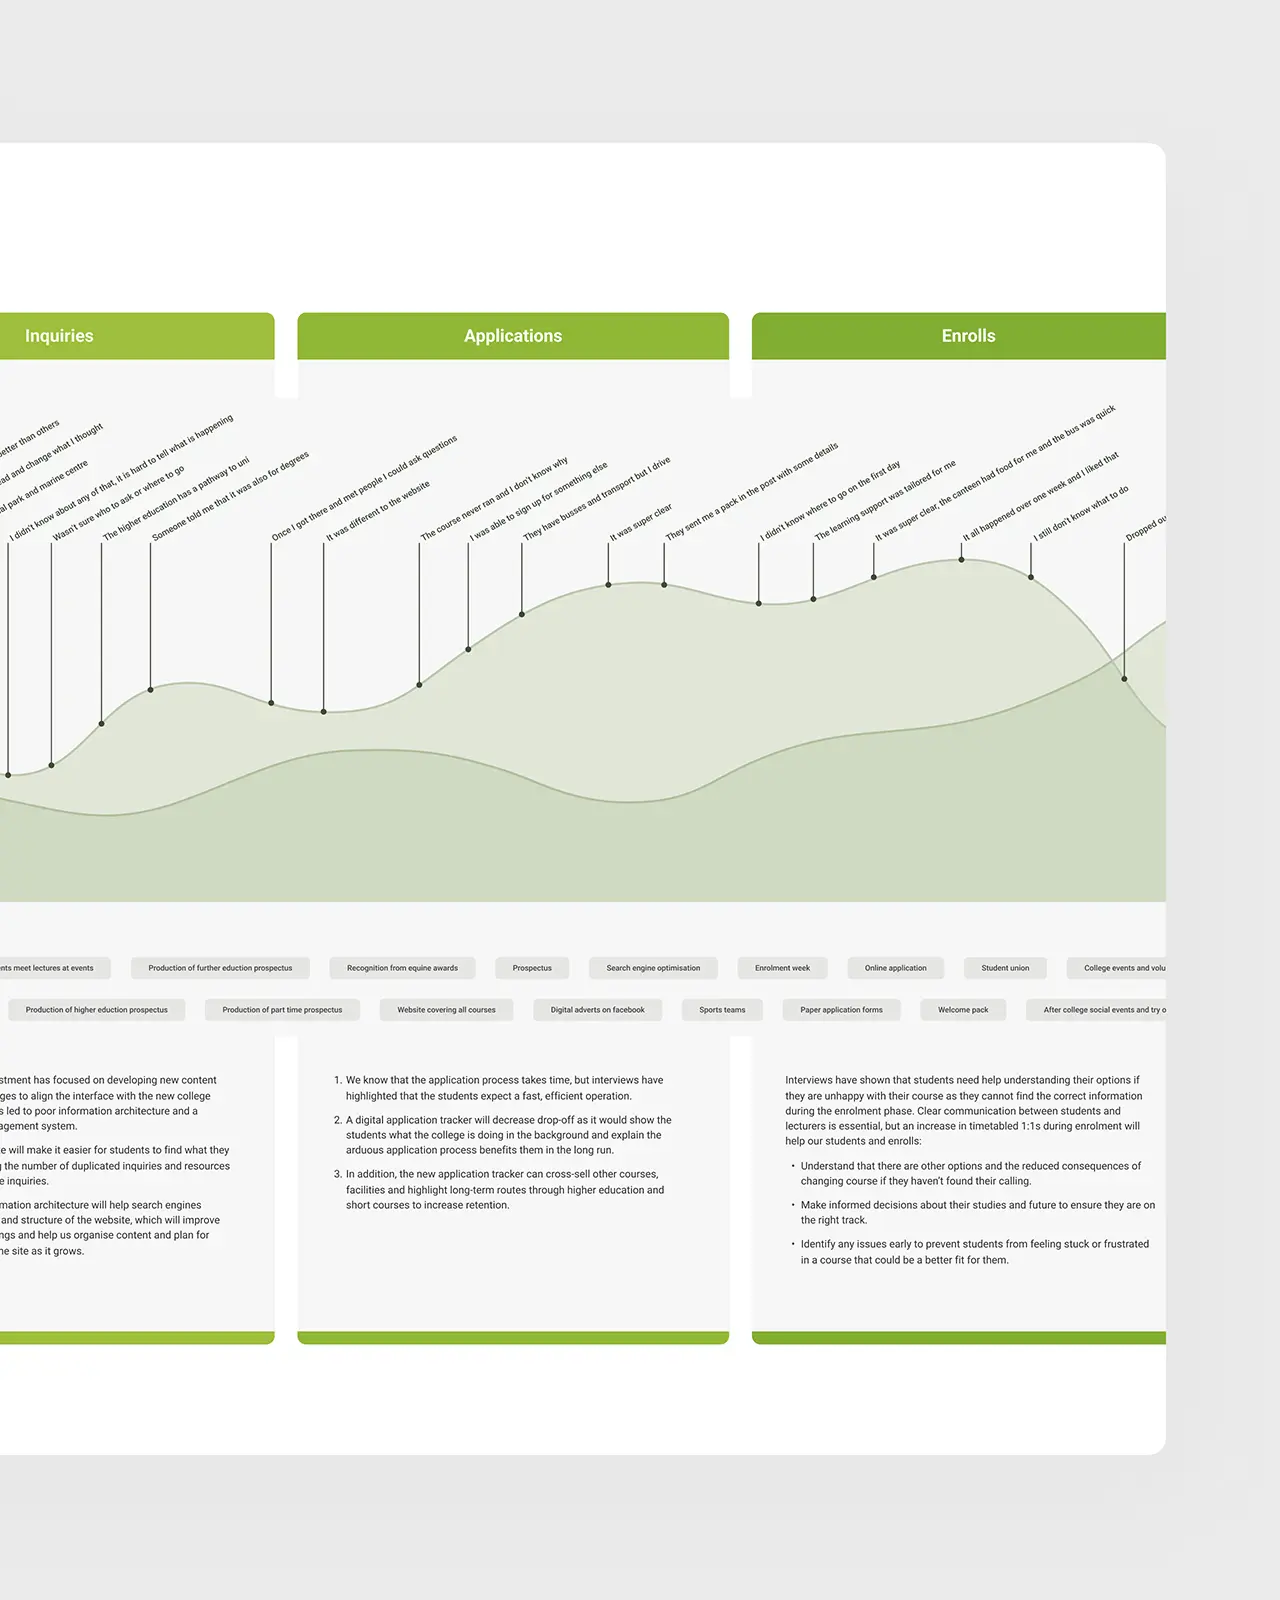 Inquiries
Applications
Enrolls
better than others
ead and change what I thought
al park and marine centre
I didn't know about any of that, it is hard to tell what is happening
Wasn't sure who to ask or where to go
The higher education has a pathway to uni
Someone told me that it was also for degrees
Once I got there and met people I could ask questions
It was different to the website
The course never ran and I don't know why
I was able to sign up for something else
They have busses and transport but I drive
It was super clear
They sent me a pack in the post with some details
I didn't know where to go on the first day
The learning support was tailored for me
It was super clear, the canteen had food for me and the bus was quick
It all happened over one week and I liked that
I still don't know what to do
Dropped ou
nts meet lectures at events
Production of further eduction prospectus
Recognition from equine awards
Prospectus
Search engine optimisation
Enrolment week
Online application
Student union
College events and volu
Production of higher eduction prospectus
Production of part time prospectus
Website covering all courses
Digital adverts on facebook
Sports teams
Paper application forms
Welcome pack
After college social events and try o
stment has focused on developing new content
ges to align the interface with the new college
s led to poor information architecture and a
agement system.
e will make it easier for students to find what they
g the number of duplicated inquiries and resources
e inquiries.
mation architecture will help search engines
and structure of the website, which will improve
ngs and help us organise content and plan for
he site as it grows.
1. We know that the application process takes time, but interviews have
highlighted that the students expect a fast, efficient operation.
2. A digital application tracker will decrease drop-off as it would show the
students what the college is doing in the background and explain the
arduous application process benefits them in the long run.
3. In addition, the new application tracker can cross-sell other courses,
facilities and highlight long-term routes through higher education and
short courses to increase retention.
Interviews have shown that students need help understanding their options if
they are unhappy with their course as they cannot find the correct information
during the enrolment phase. Clear communication between students and
lecturers is essential, but an increase in timetabled 1:1s during enrolment will
help our students and enrolls:
• Understand that there are other options and the reduced consequences of
changing course if they haven't found their calling.
• Make informed decisions about their studies and future to ensure they are on
the right track.
• Identify any issues early to prevent students from feeling stuck or frustrated
in a course that could be a better fit for them.